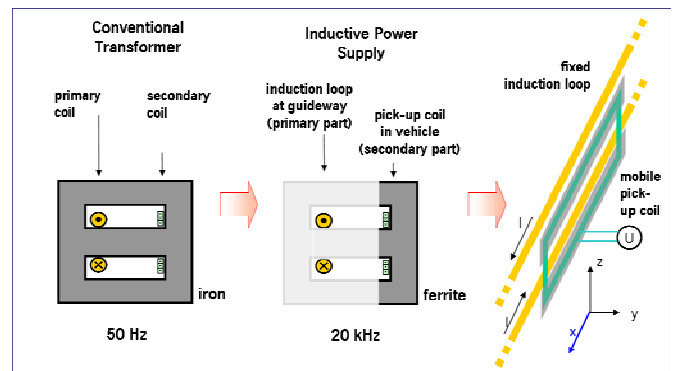 Conventional
Transformer
primary
coil
secondary
coil
iron
50 Hz
Inductive Power
Supply
induction loop
at guideway
(primary part)
pick-up coil
in vehicle
(secondary part)
ferrite
20 kHz
fixed
induction loop
mobile
pick-
up coil
U
I
I
z
y
x